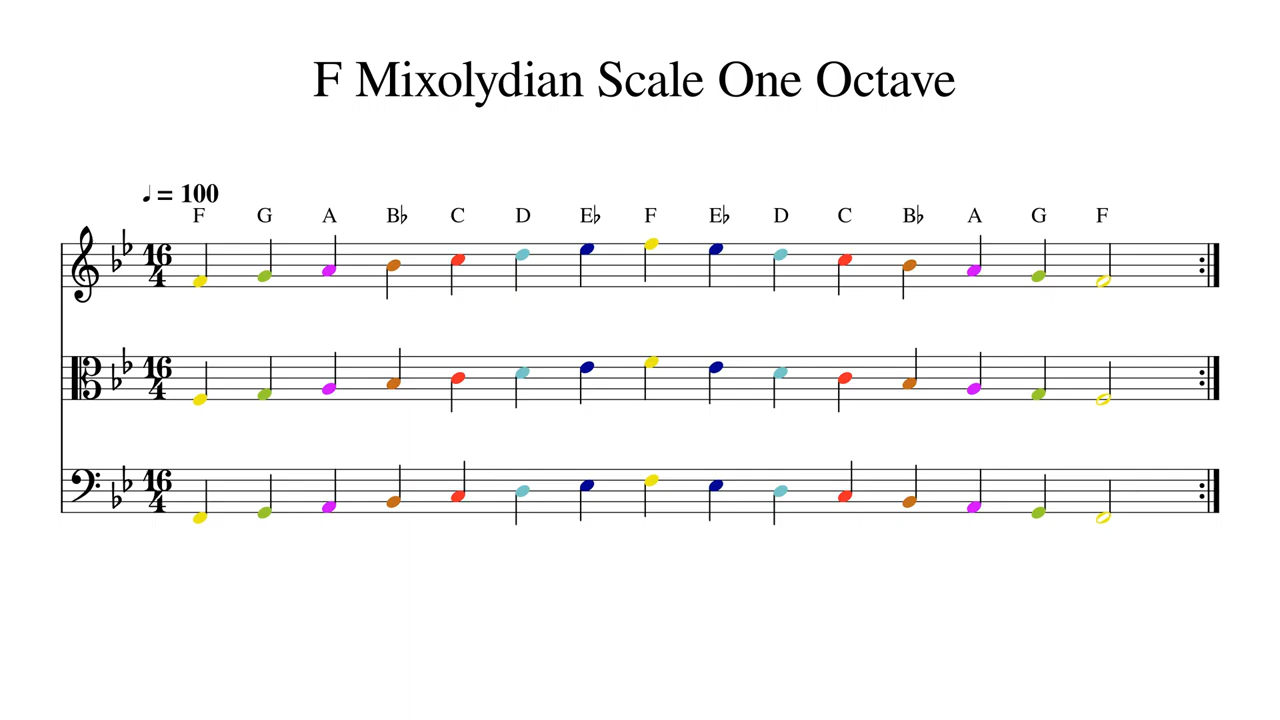 F Mixolydian Scale One Octave
♩ = 100
F G A B♭ C D E♭ F E♭ D C B♭ A G F
16
4
16
4
16
4